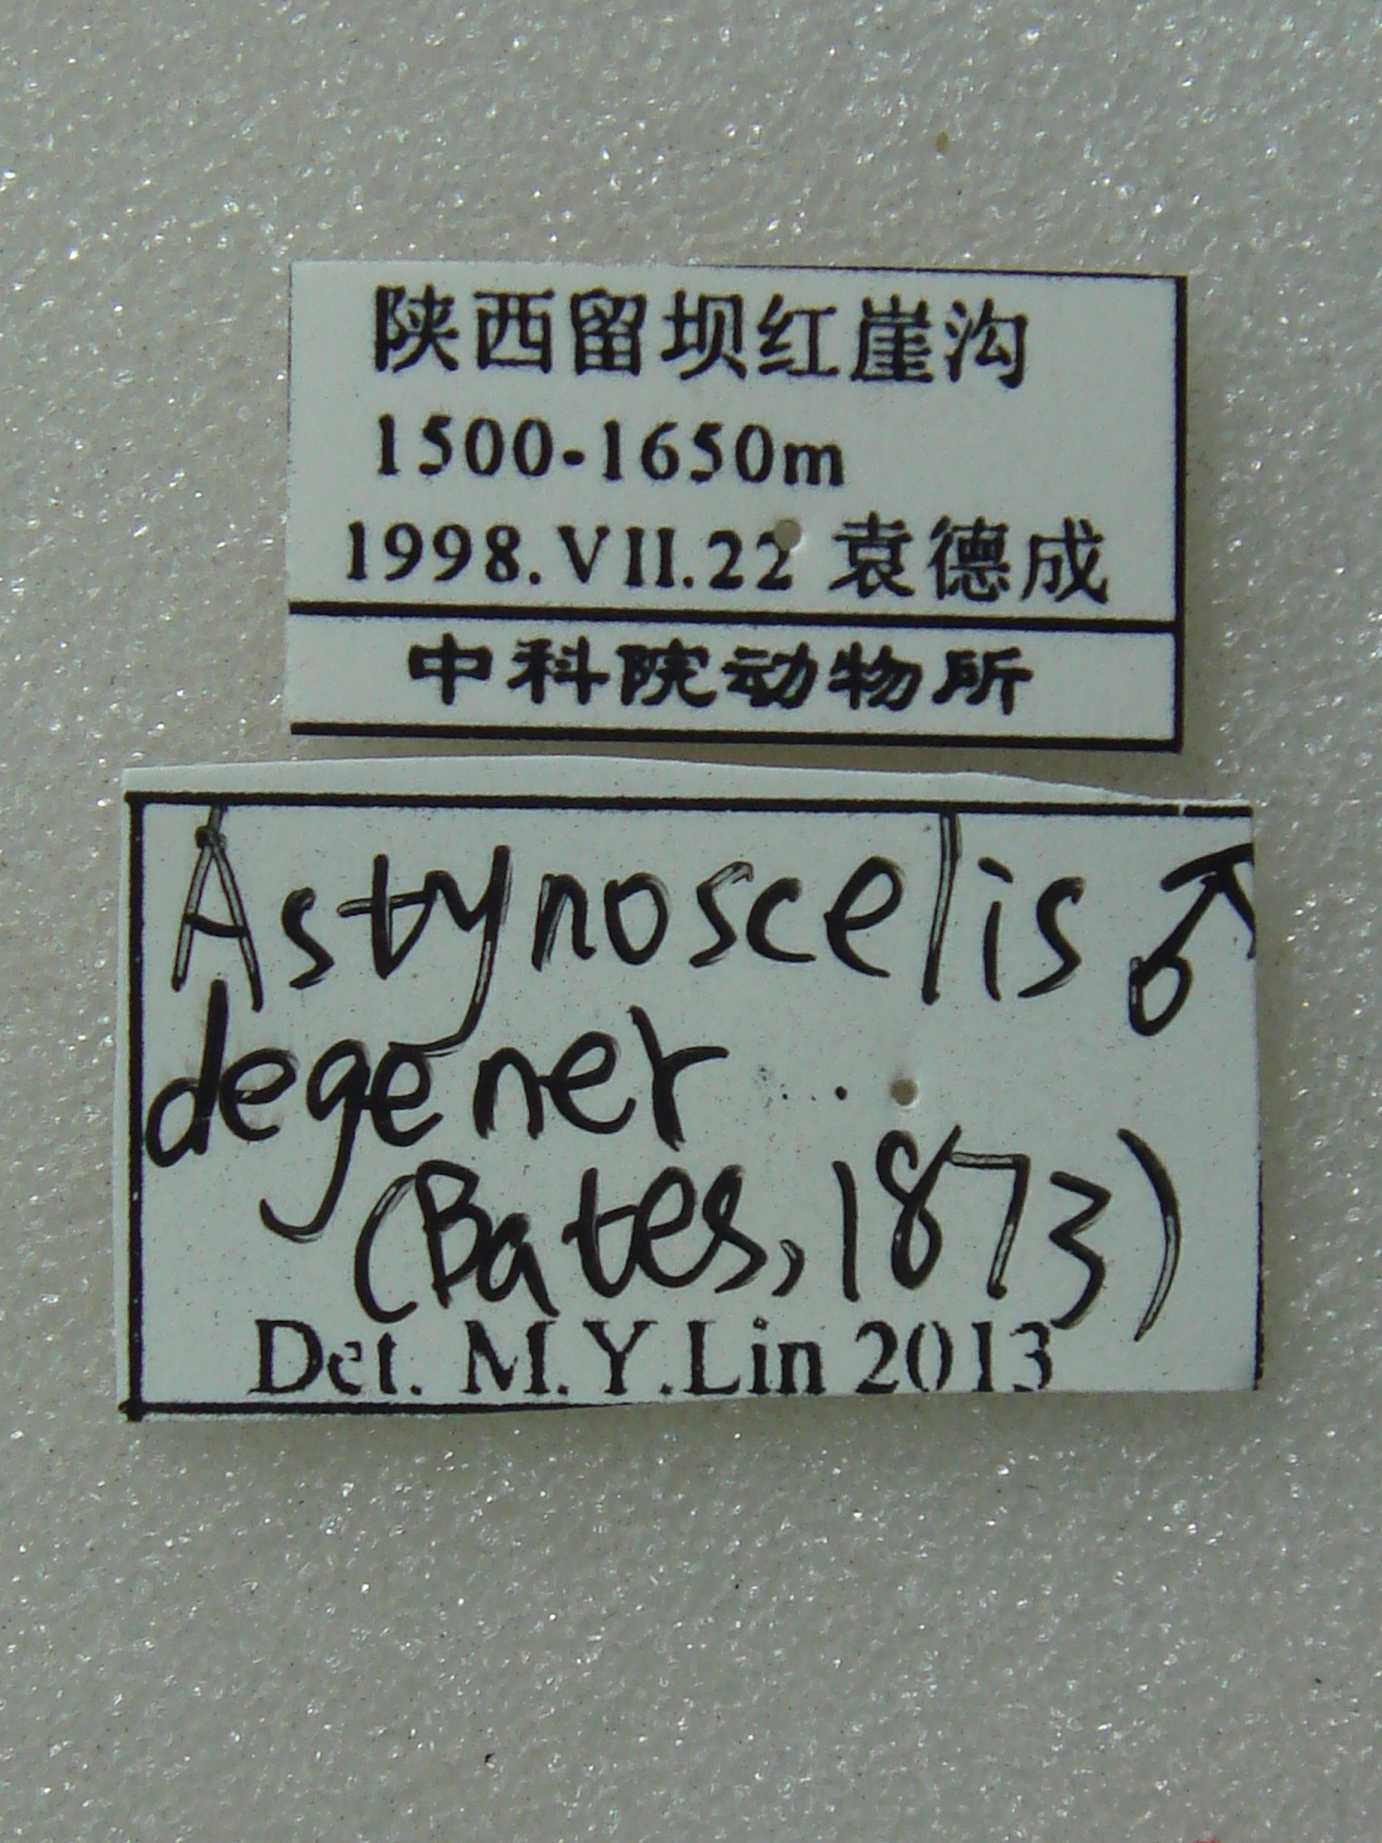 陕西留坝红崖沟
1500-1650m
1998.VII.22 袁德成
中科院动物所
Astynoscelis ♂
degener
(Bates, 1873)
Det. M.Y.Lin 2013